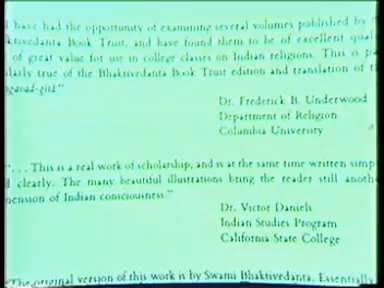 I have had the opportunity of examining several volumes published by
ktivedanta Book Trust, and have found them to be of excellent qual
of great value for use in college classes on Indian religions. This is pa
ularly true of the Bhaktivedanta Book Trust edition and translation of t
agavad-gītā."
Dr. Frederick B. Underwood
Department of Religion
Columbia University
". . . This is a real work of scholarship, and is at the same time written simp
d clearly. The many beautiful illustrations bring the reader still anoth
mension of Indian consciousness."
Dr. Victor Daniels
Indian Studies Program
California State College
"The original version of this work is by Swami Bhaktivedanta. Essentially